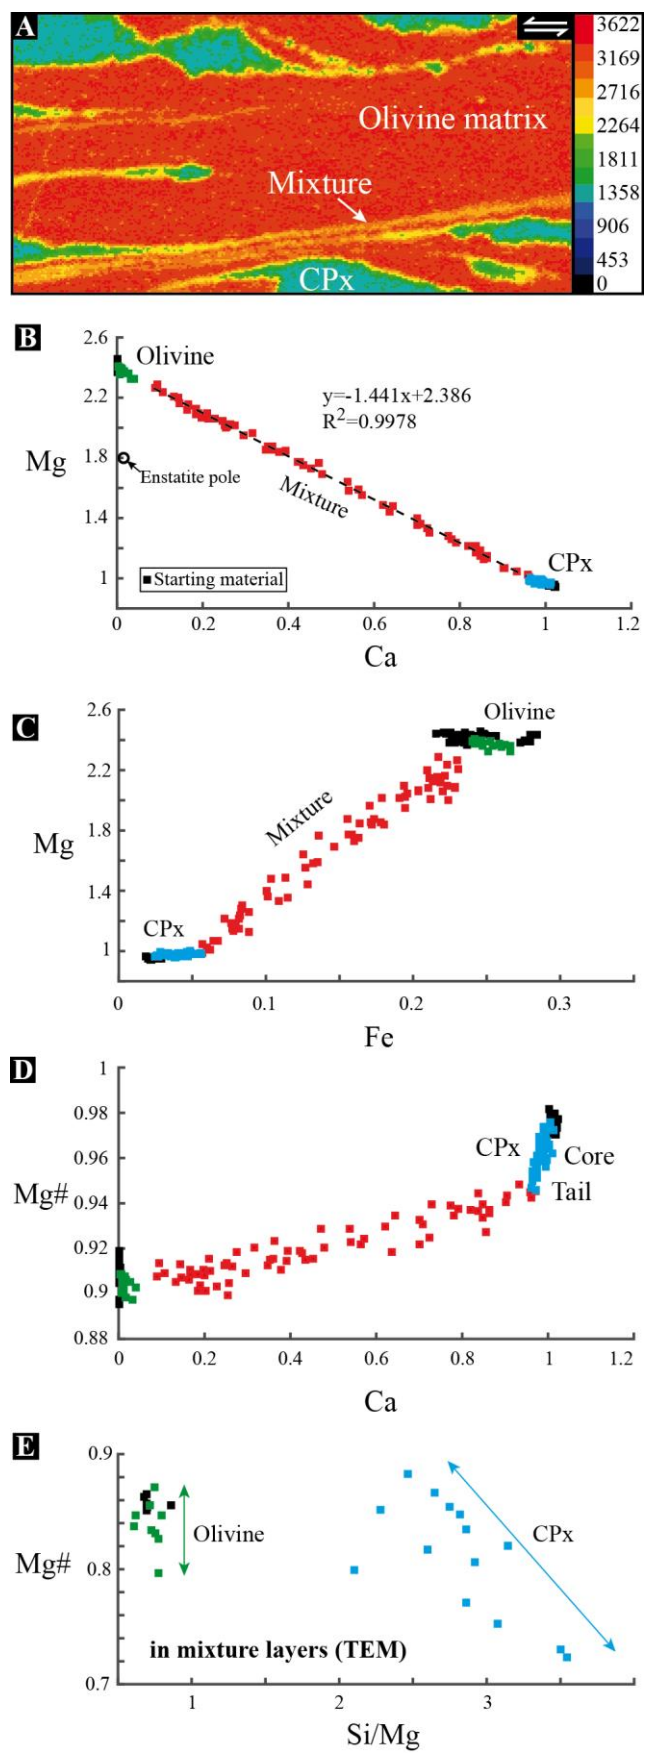 A
3622
3169
2716
2264
1811
1358
906
453
0
Olivine matrix
Mixture
CPx
B
2.6
2.2
1.8
1.4
1
Mg
Olivine
y=-1.441x+2.386
R²=0.9978
Enstatite pole
Mixture
CPx
Starting material
0
0.2
0.4
0.6
0.8
1
1.2
Ca
C
2.6
2.2
1.8
1.4
1
Mg
Olivine
Mixture
CPx
0
0.1
0.2
0.3
Fe
D
1
0.98
0.96
0.94
0.92
0.9
0.88
Mg#
CPx
Core
Tail
0
0.2
0.4
0.6
0.8
1
1.2
Ca
E
0.9
0.8
0.7
Mg#
Olivine
CPx
in mixture layers (TEM)
1
2
3
Si/Mg